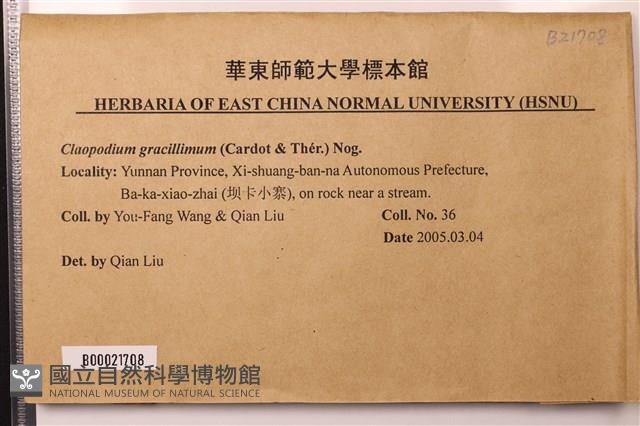 B21708
華東師範大學標本館
HERBARIA OF EAST CHINA NORMAL UNIVERSITY (HSNU)
Claopodium gracillimum (Cardot & Thér.) Nog.
Locality: Yunnan Province, Xi-shuang-ban-na Autonomous Prefecture,
Ba-ka-xiao-zhai (坝卡小寨), on rock near a stream.
Coll. by You-Fang Wang & Qian Liu Coll. No. 36
Date 2005.03.04
Det. by Qian Liu
B00021708
國立自然科學博物館
NATIONAL MUSEUM OF NATURAL SCIENCE